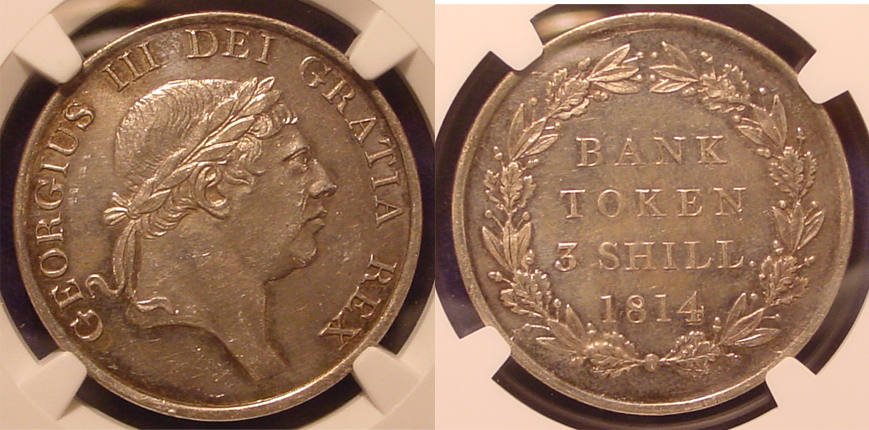 GEORGIUS III DEI GRATIA REX
BANK
TOKEN
3 SHILL.
1814